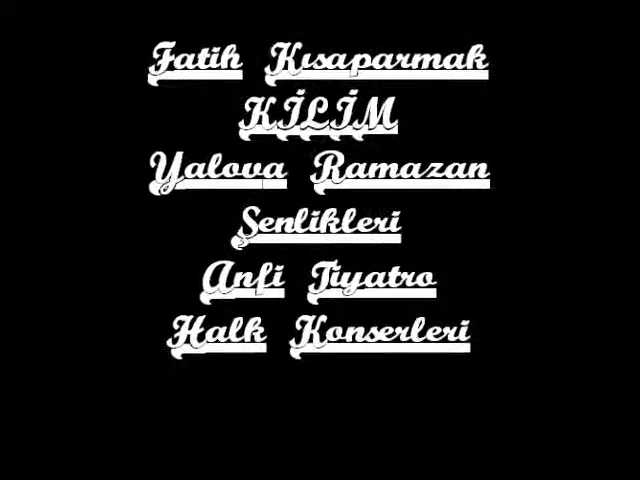 Fatih Kısaparmak
KİLİM
Yalova Ramazan
Şenlikleri
Anfi Tiyatro
Halk Konserleri